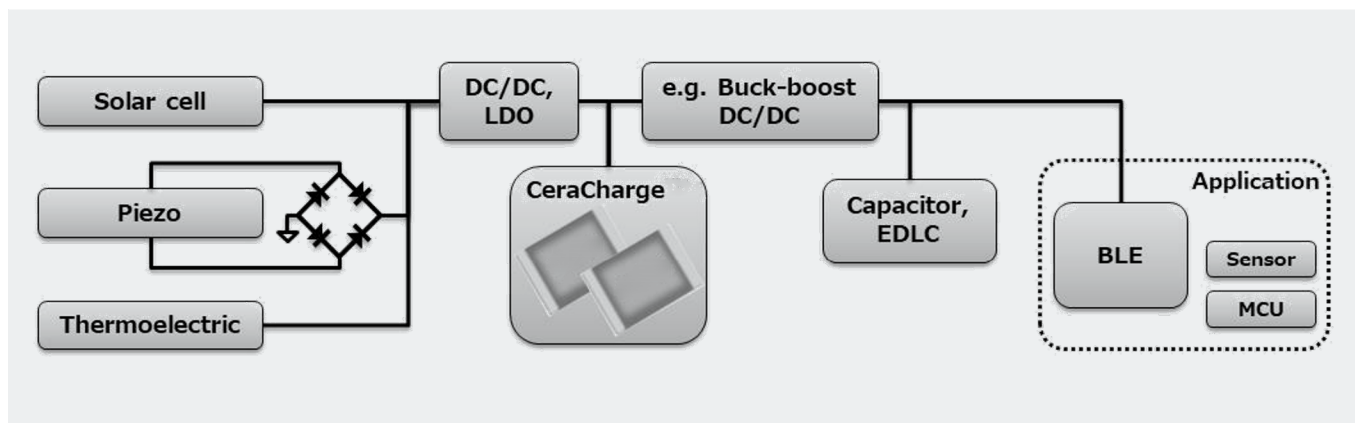 Solar cell
DC/DC,
LDO
e.g. Buck-boost
DC/DC
Piezo
CeraCharge
Capacitor,
EDLC
Application
BLE
Sensor
MCU
Thermoelectric